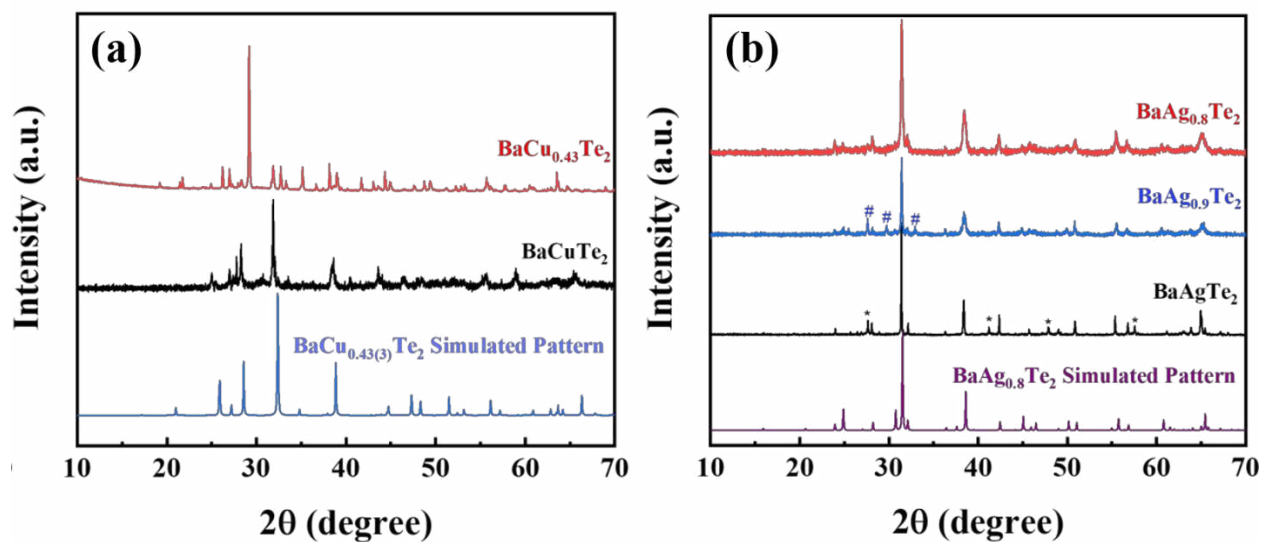 (a)
Intensity (a.u.)
BaCu₀.₄₃Te₂
BaCuTe₂
BaCu₀.₄₃₍₃₎Te₂ Simulated Pattern
10 20 30 40 50 60 70
2θ (degree)
(b)
Intensity (a.u.)
BaAg₀.₈Te₂
# # #
BaAg₀.₉Te₂
* * * *
BaAgTe₂
BaAg₀.₈Te₂ Simulated Pattern
10 20 30 40 50 60 70
2θ (degree)